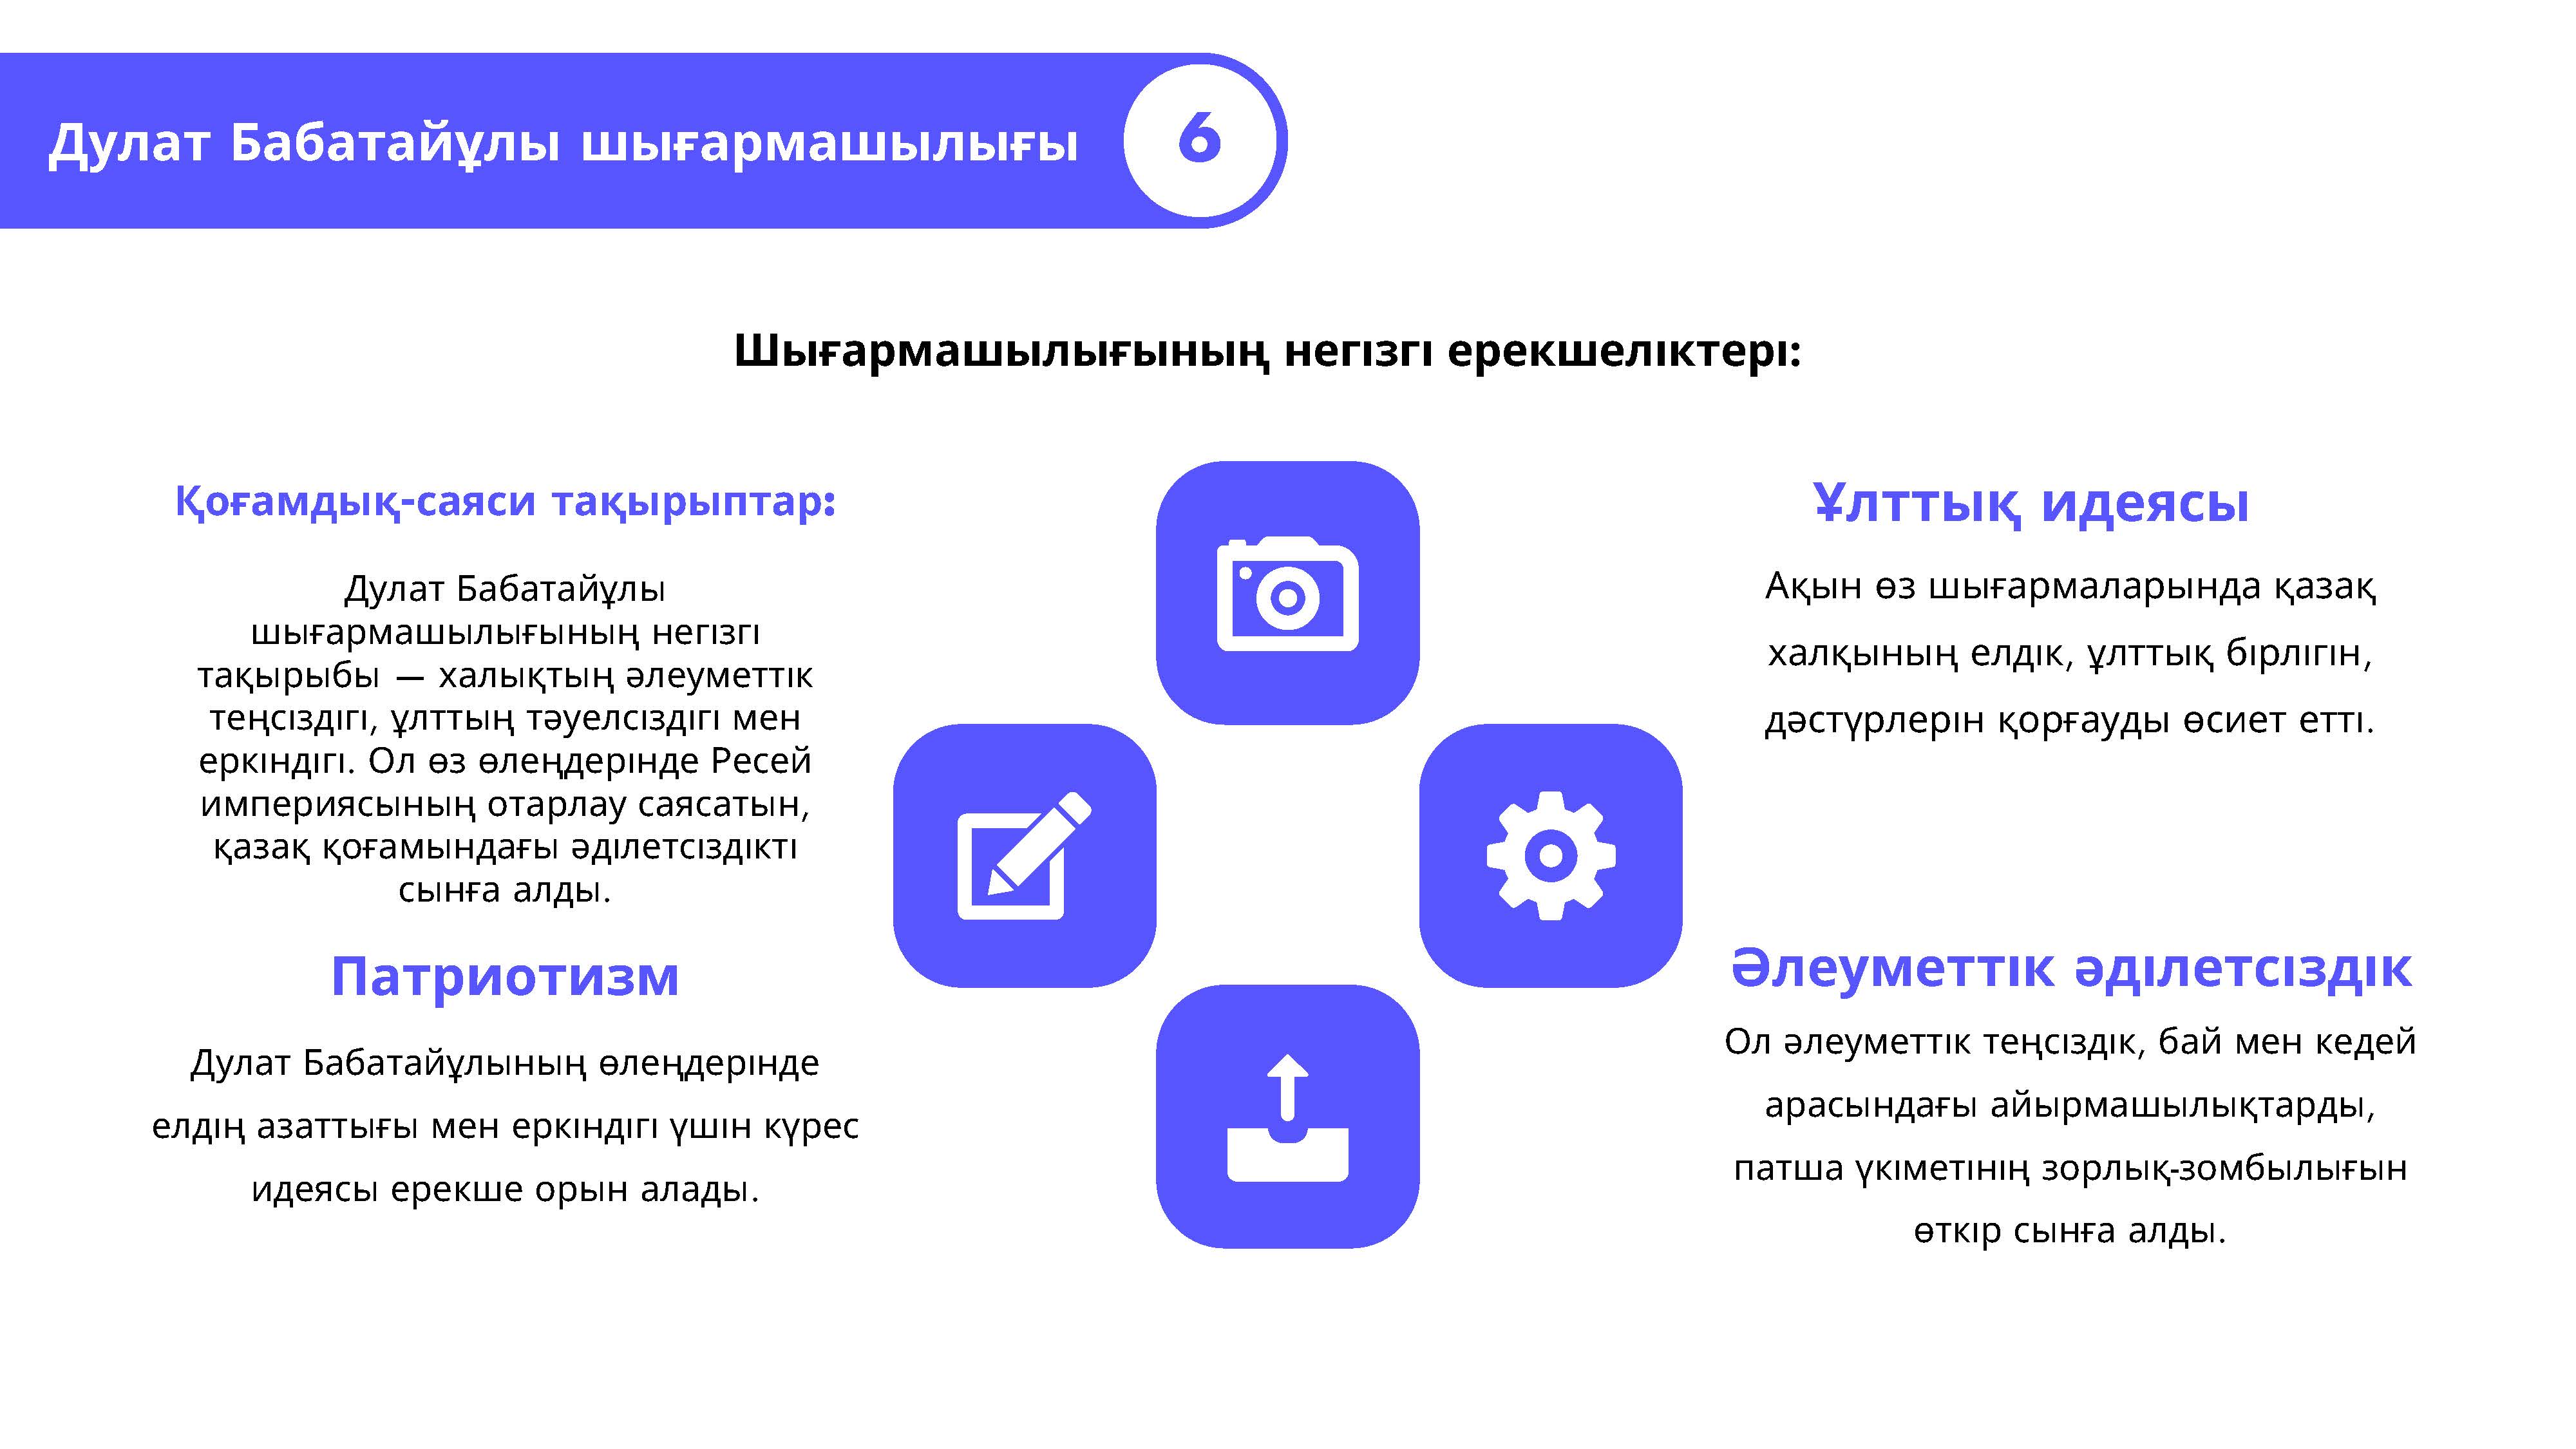 Дулат Бабатайұлы шығармашылығы
6
Шығармашылығының негізгі ерекшеліктері:
Қоғамдық-саяси тақырыптар:
Дулат Бабатайұлы
шығармашылығының негізгі
тақырыбы — халықтың әлеуметтік
теңсіздігі, ұлттың тәуелсіздігі мен
еркіндігі. Ол өз өлеңдерінде Ресей
империясының отарлау саясатын,
қазақ қоғамындағы әділетсіздікті
сынға алды.
Патриотизм
Дулат Бабатайұлының өлеңдерінде
елдің азаттығы мен еркіндігі үшін күрес
идеясы ерекше орын алады.
Ұлттық идеясы
Ақын өз шығармаларында қазақ
халқының елдік, ұлттық бірлігін,
дәстүрлерін қорғауды өсиет етті.
Әлеуметтік әділетсіздік
Ол әлеуметтік теңсіздік, бай мен кедей
арасындағы айырмашылықтарды,
патша үкіметінің зорлық-зомбылығын
өткір сынға алды.